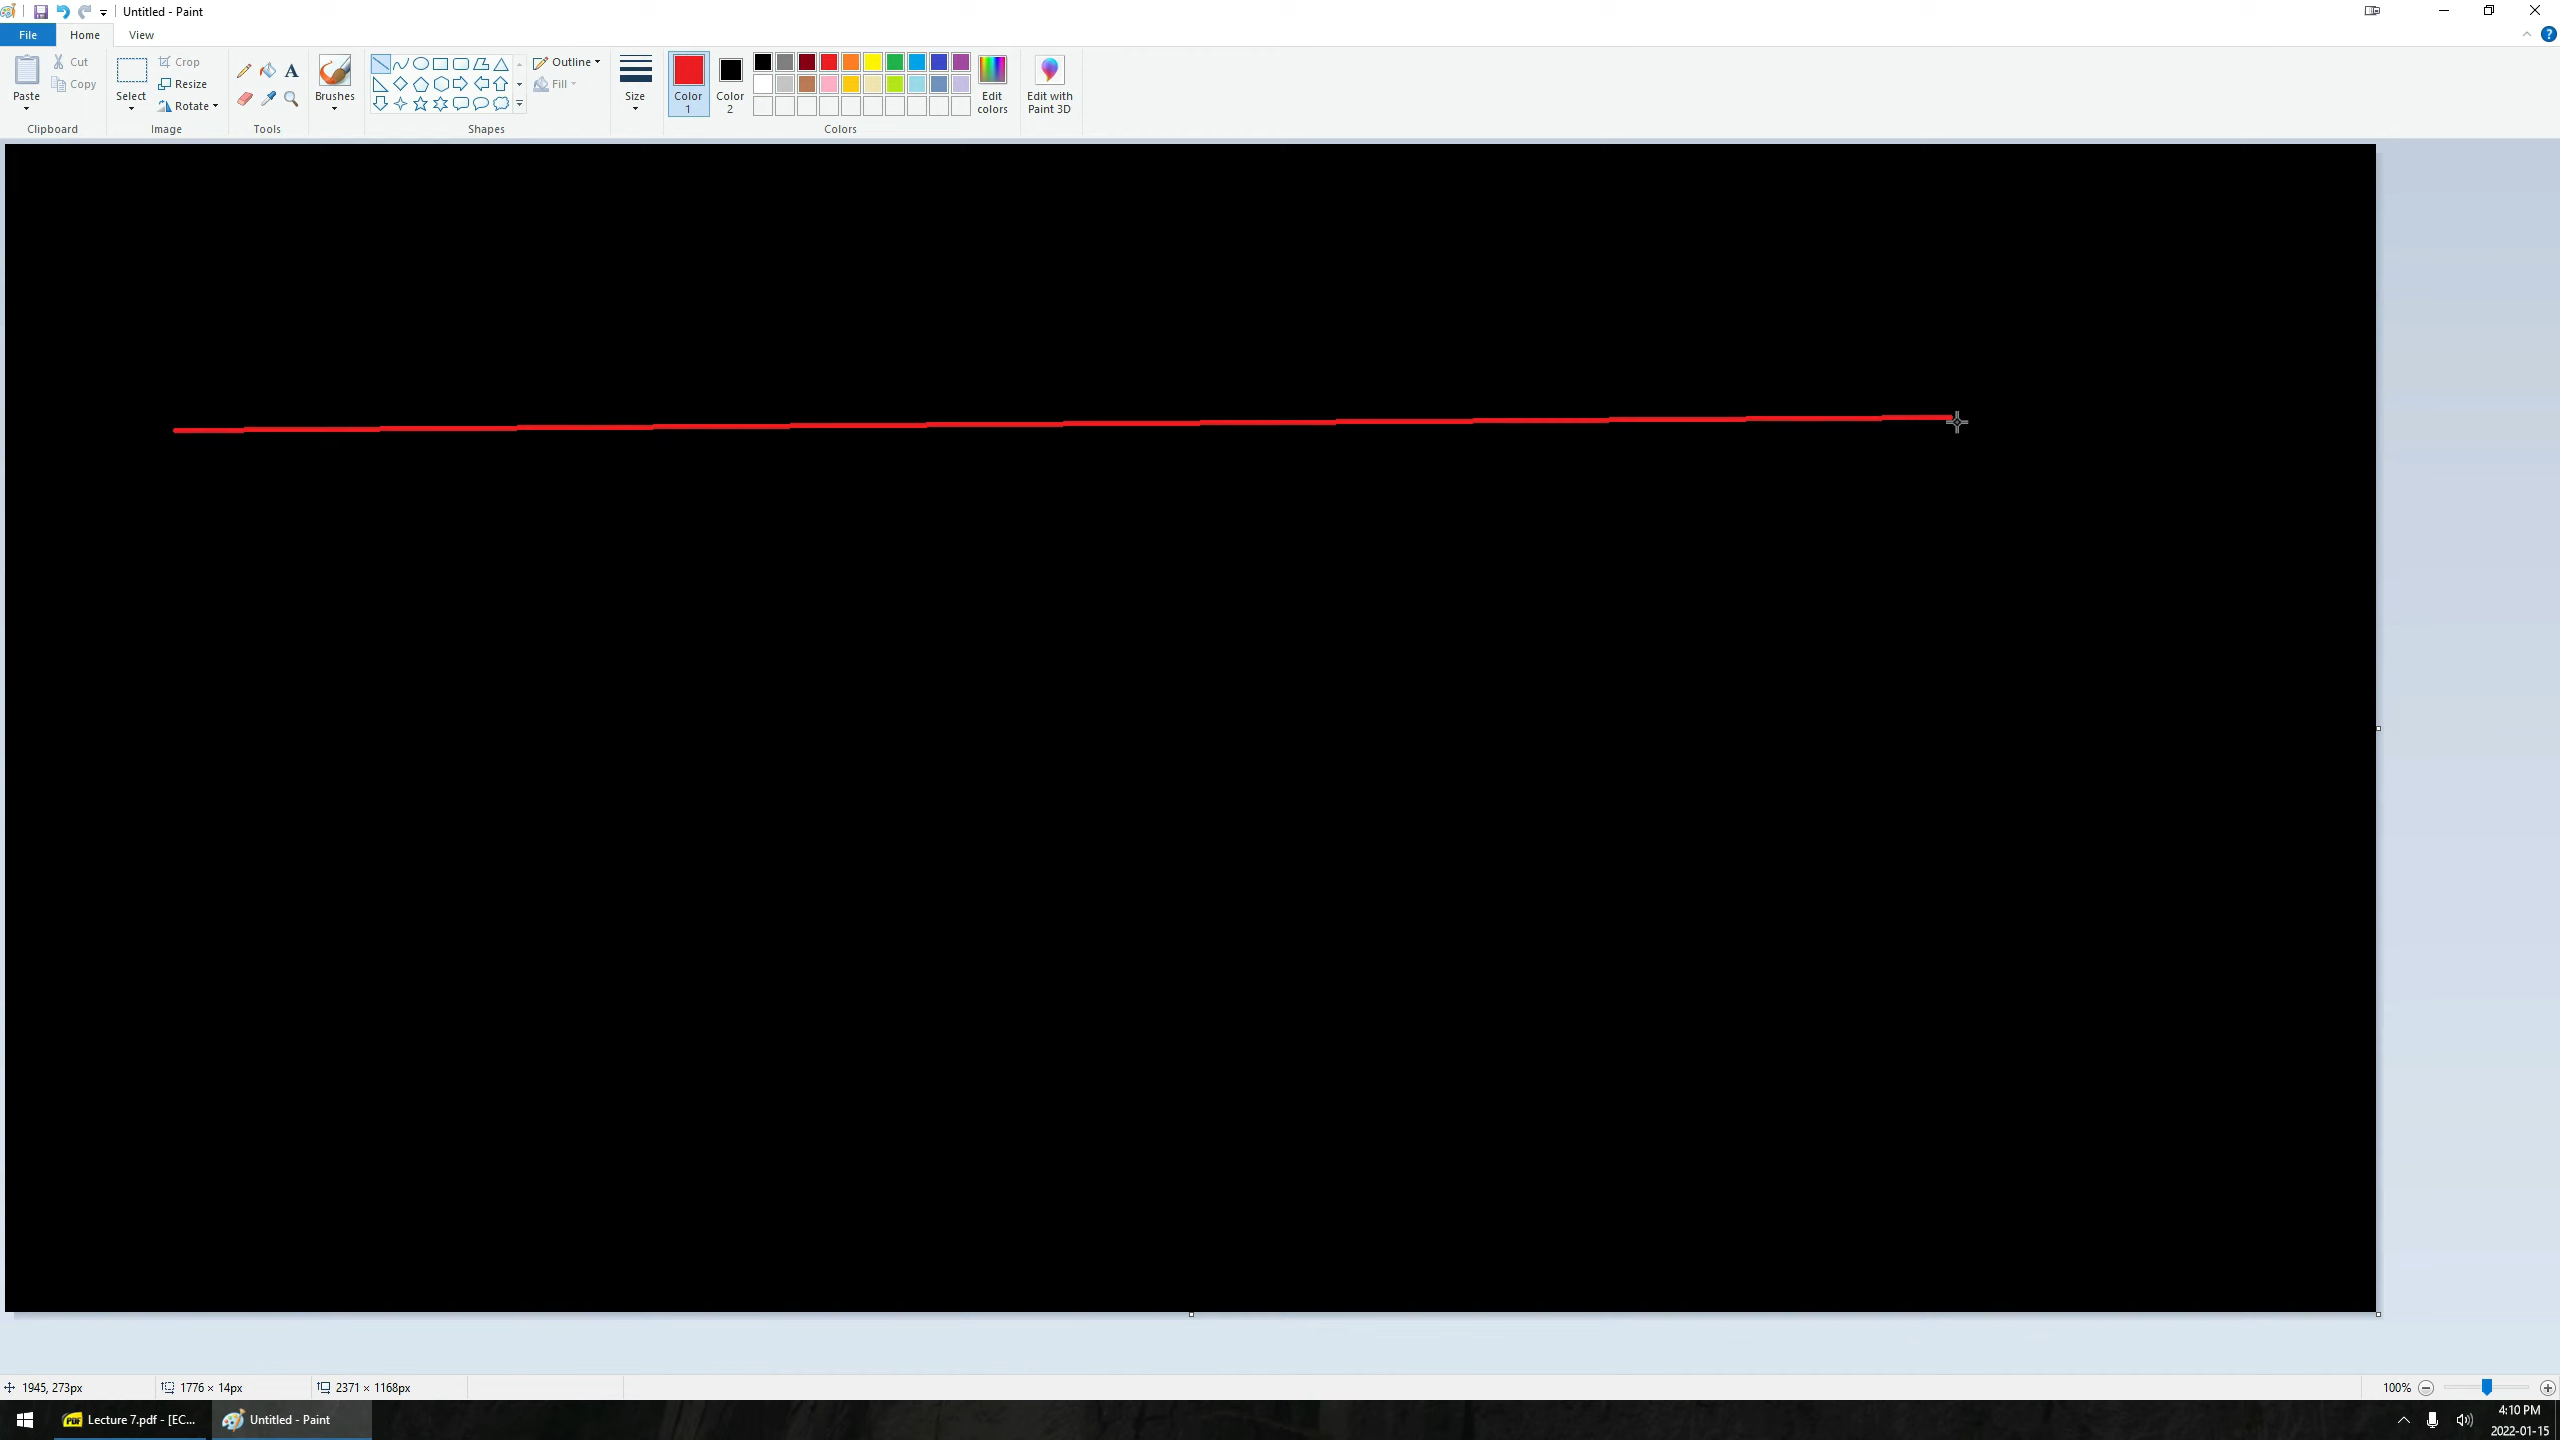 Untitled - Paint
File Home View
Paste
Cut
Copy
Clipboard
Select
Crop
Resize
Rotate
Image
A
Tools
Brushes
Outline
Fill
Shapes
Size
Color 1
Color 2
Edit colors
Colors
Edit with Paint 3D
?
1945, 273px
1776 × 14px
2371 × 1168px
100%
PDF
Lecture 7.pdf - [EC...
Untitled - Paint
4:10 PM
2022-01-15